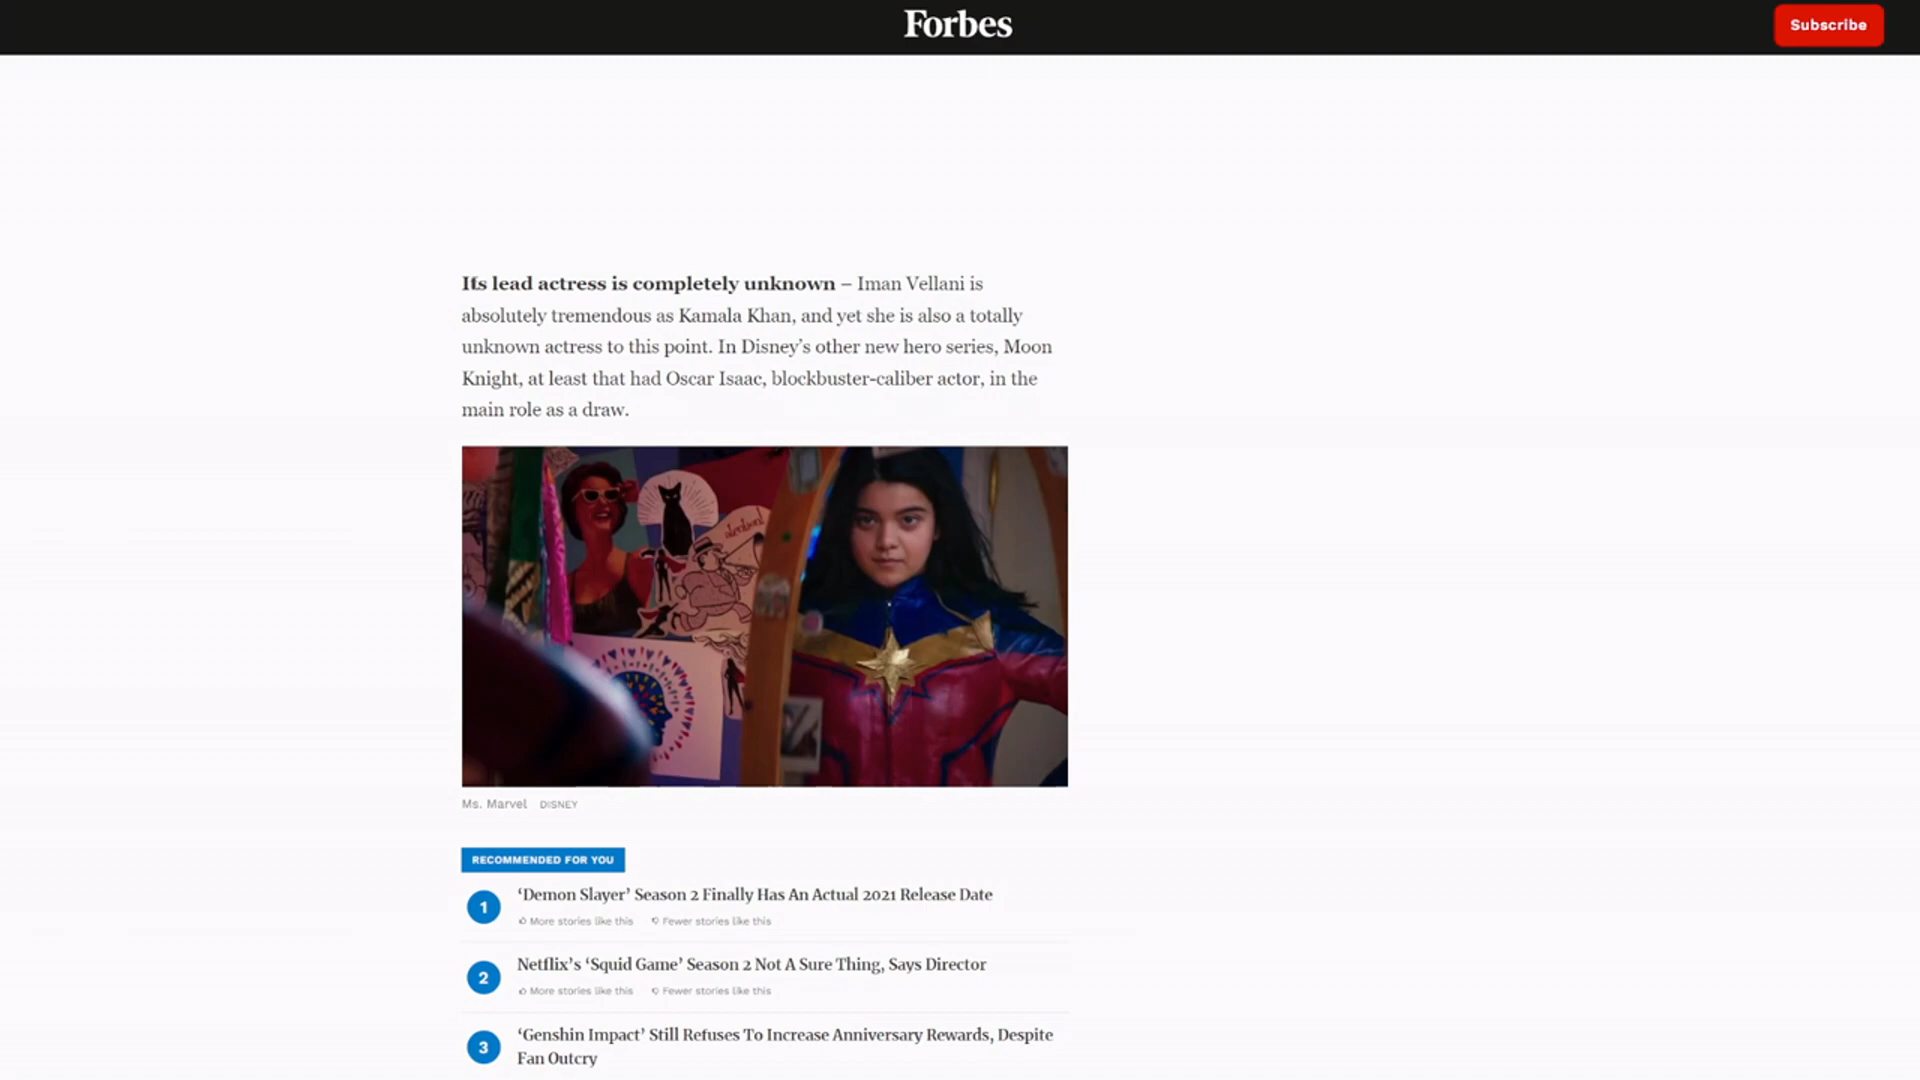 Forbes
Subscribe
Its lead actress is completely unknown – Iman Vellani is
absolutely tremendous as Kamala Khan, and yet she is also a totally
unknown actress to this point. In Disney’s other new hero series, Moon
Knight, at least that had Oscar Isaac, blockbuster-caliber actor, in the
main role as a draw.
alcohol!
Ms. Marvel DISNEY
RECOMMENDED FOR YOU
1 ‘Demon Slayer’ Season 2 Finally Has An Actual 2021 Release Date
More stories like this Fewer stories like this
2 Netflix’s ‘Squid Game’ Season 2 Not A Sure Thing, Says Director
More stories like this Fewer stories like this
3 ‘Genshin Impact’ Still Refuses To Increase Anniversary Rewards, Despite
Fan Outcry